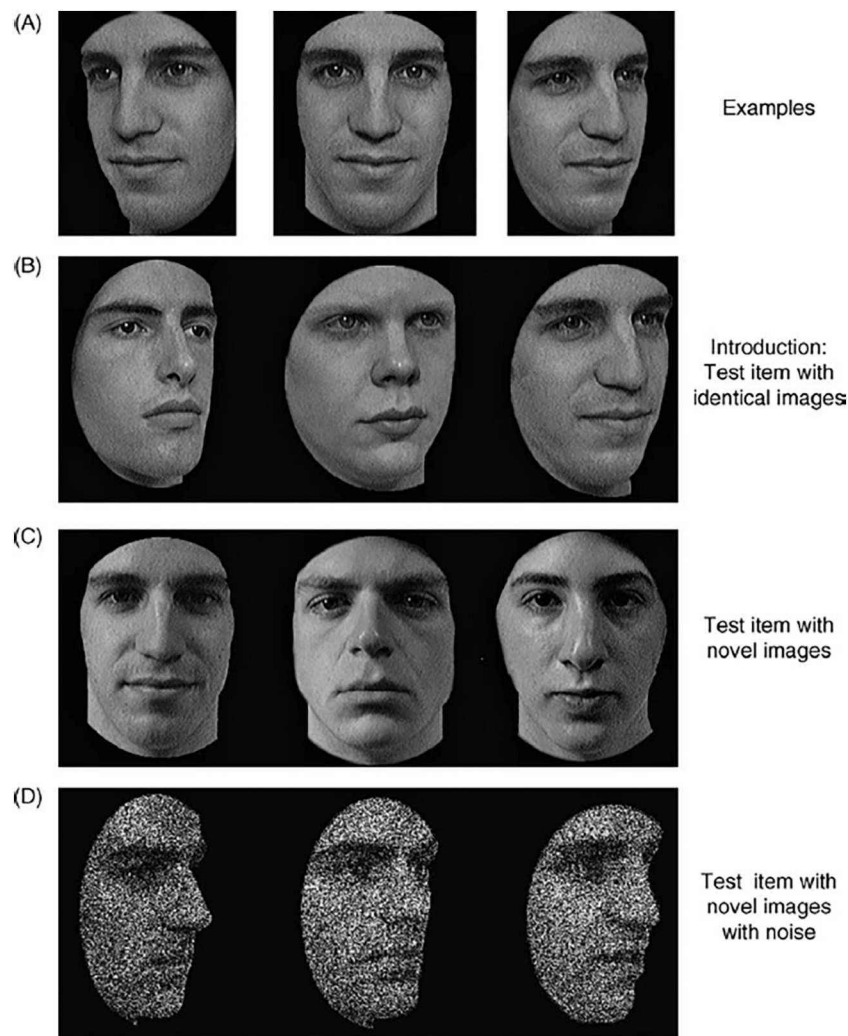 (A)
Examples
(B)
Introduction:
Test item with
identical images
(C)
Test item with
novel images
(D)
Test item with
novel images
with noise